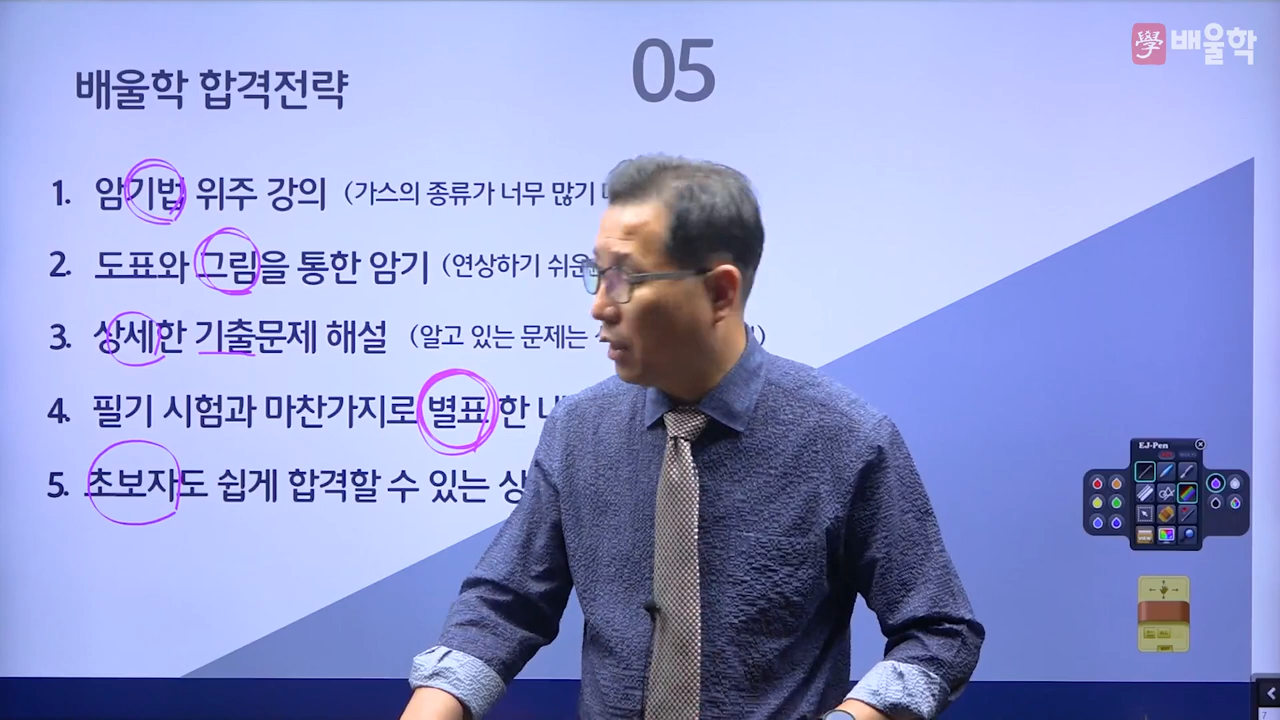 學 배울학
배울학 합격전략
05
1. 암기법 위주 강의 (가스의 종류가 너무 많기
2. 도표와 그림을 통한 암기 (연상하기 쉬운
3. 상세한 기출문제 해설 (알고 있는 문제는
4. 필기 시험과 마찬가지로 별표 한
5. 초보자도 쉽게 합격할 수 있는 상
EJ-Pen